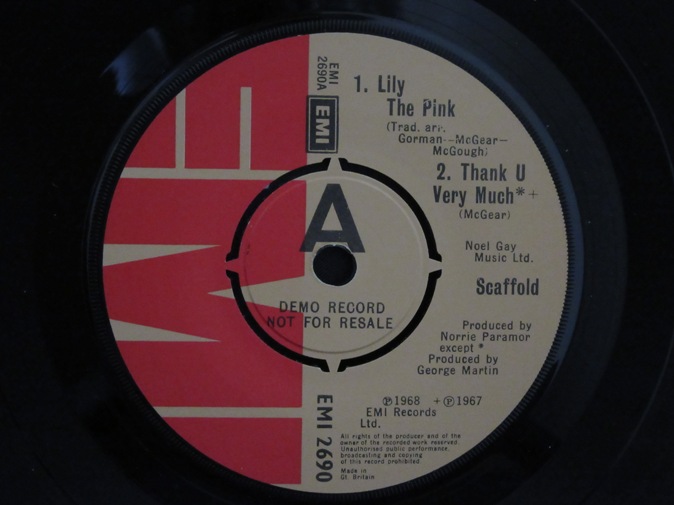 EMI
2690A
EMI
1. Lily
The Pink
(Trad. arr.
Gorman--McGear—
McGough)
2. Thank U
Very Much*+
(McGear)
A
Noel Gay
Music Ltd.
Scaffold
DEMO RECORD
NOT FOR RESALE
Produced by
Norrie Paramor
except *
Produced by
George Martin
℗1968 +℗1967
EMI Records
Ltd.
EMI 2690
All rights of the producer and of the
owner of the recorded work reserved.
Unauthorised public performance,
broadcasting and copying
of this record prohibited
Made in
Gt. Britain
EMI